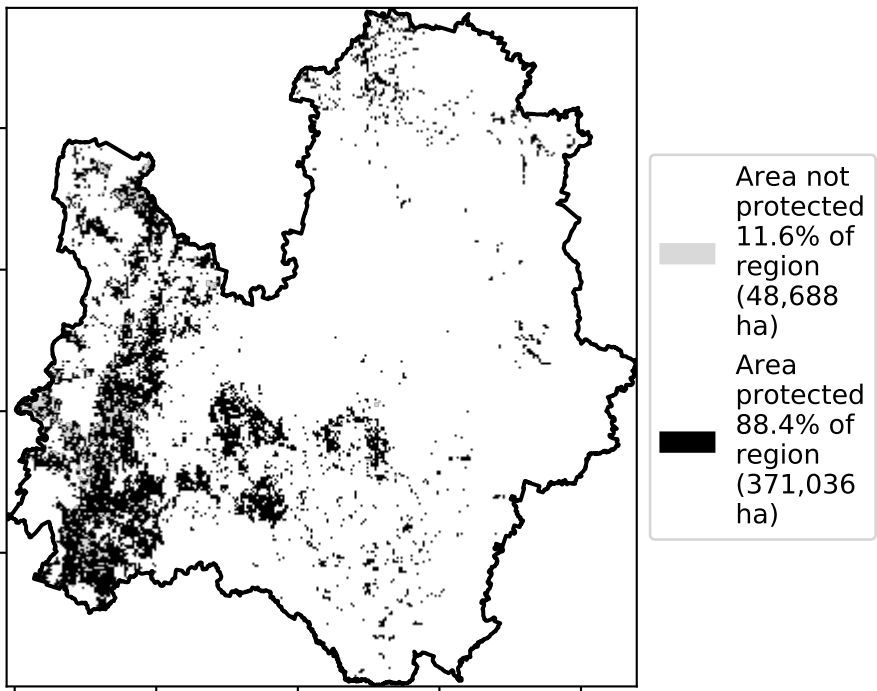 Area not
protected
11.6% of
region
(48,688
ha)
Area
protected
88.4% of
region
(371,036
ha)